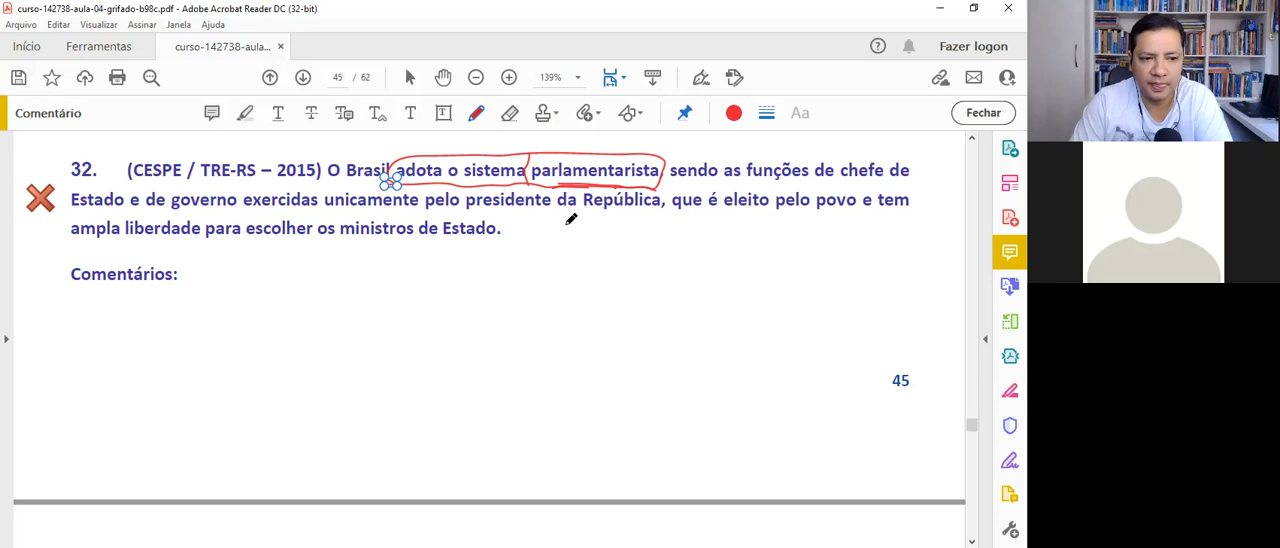 curso-142738-aula-04-grifado-b98c.pdf - Adobe Acrobat Reader DC (32-bit)
Arquivo Editar Visualizar Assinar Janela Ajuda
Início Ferramentas curso-142738-aula... × Fazer logon
45 / 62 139%
Comentário Aa Fechar
32. (CESPE / TRE-RS – 2015) O Brasil adota o sistema parlamentarista, sendo as funções de chefe de
Estado e de governo exercidas unicamente pelo presidente da República, que é eleito pelo povo e tem
ampla liberdade para escolher os ministros de Estado.
Comentários:
45